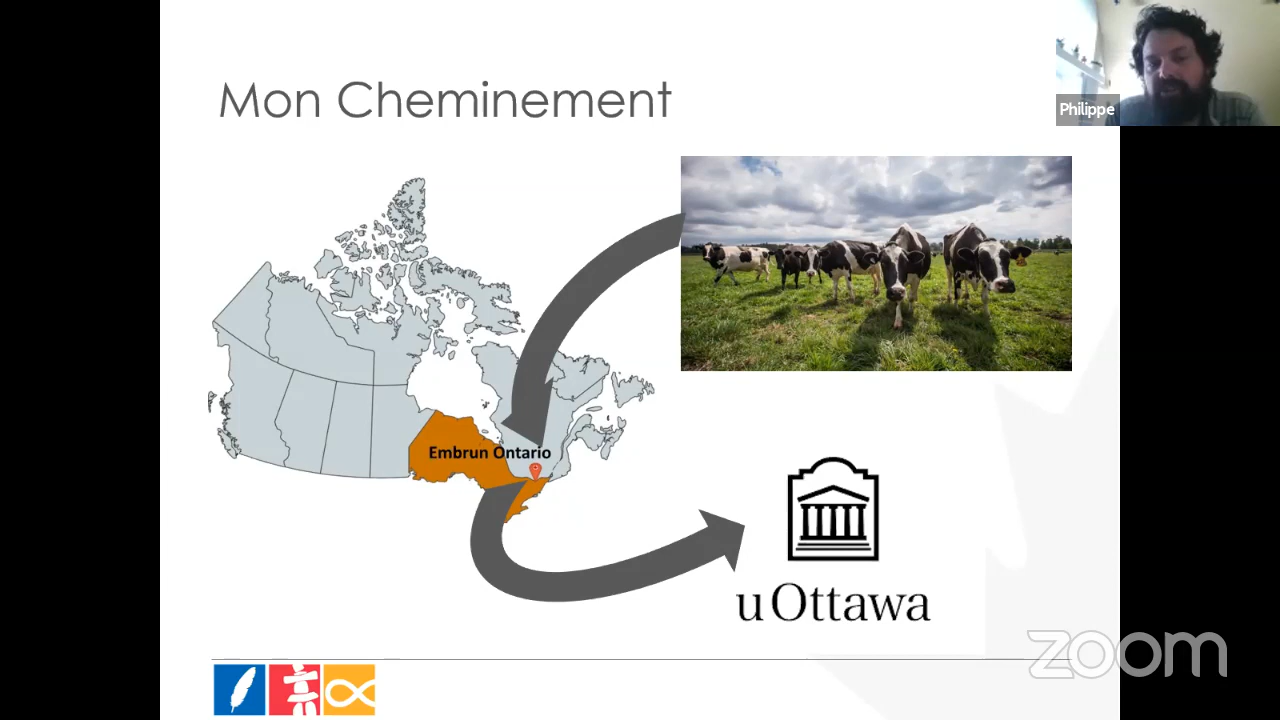 Mon Cheminement
Philippe
Embrun Ontario
uOttawa
zoom